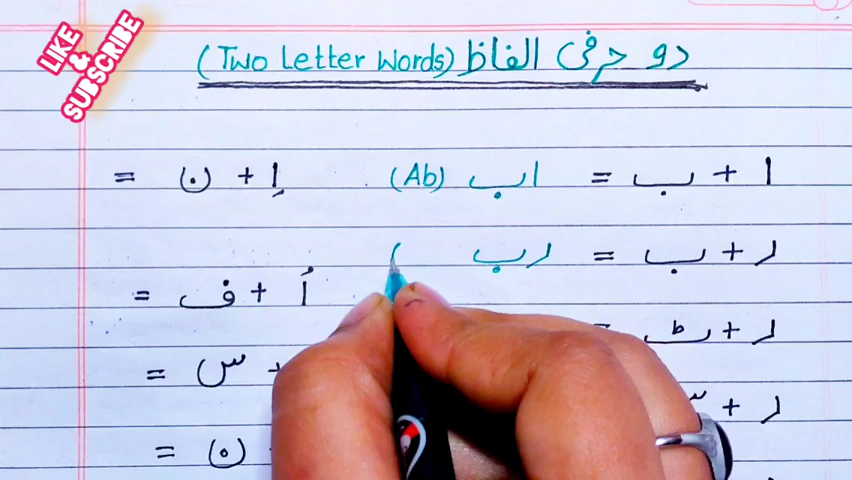 LIKE
&
SUBSCRIBE
دو حرفی الفاظ (Two Letter Words)
ا + ب = اب (Ab)
اِ + ن =
ر + ب = رب (
اُ + ف =
ر + ٹ =
+ س =
ر + س
+ ن =